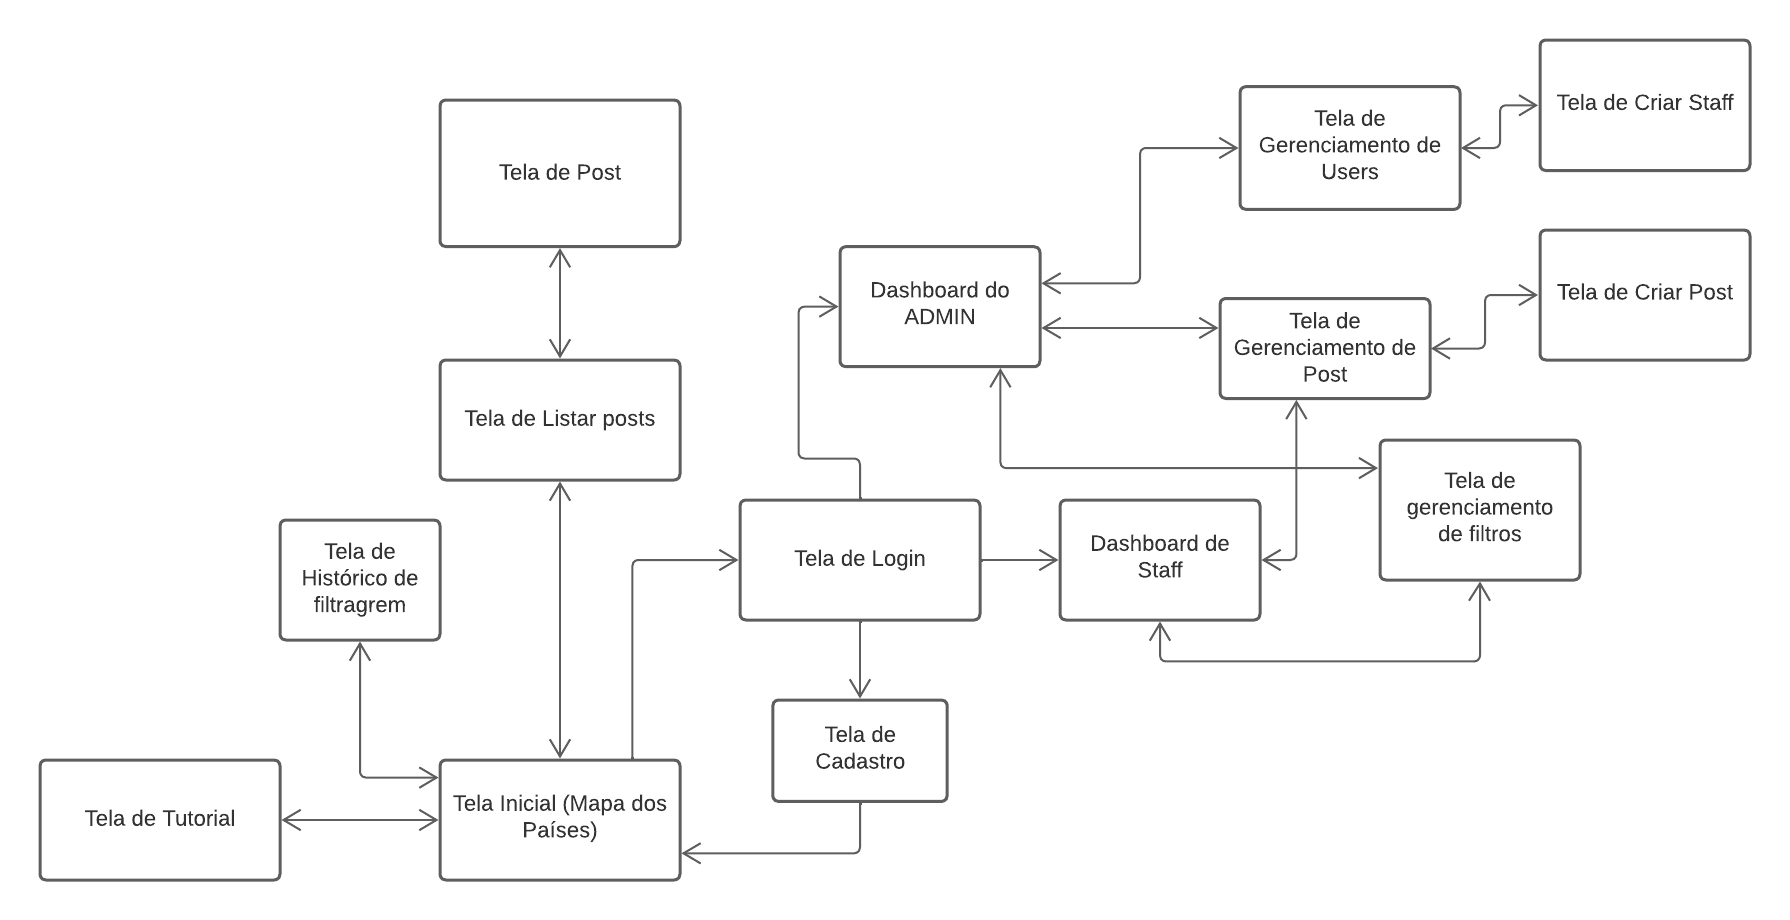 Tela de Criar Staff
Tela de
Gerenciamento de
Users
Tela de Post
Dashboard do
ADMIN
Tela de Criar Post
Tela de
Gerenciamento de
Post
Tela de Listar posts
Tela de
gerenciamento
de filtros
Tela de
Histórico de
filtragrem
Tela de Login
Dashboard de
Staff
Tela de
Cadastro
Tela de Tutorial
Tela Inicial (Mapa dos
Países)